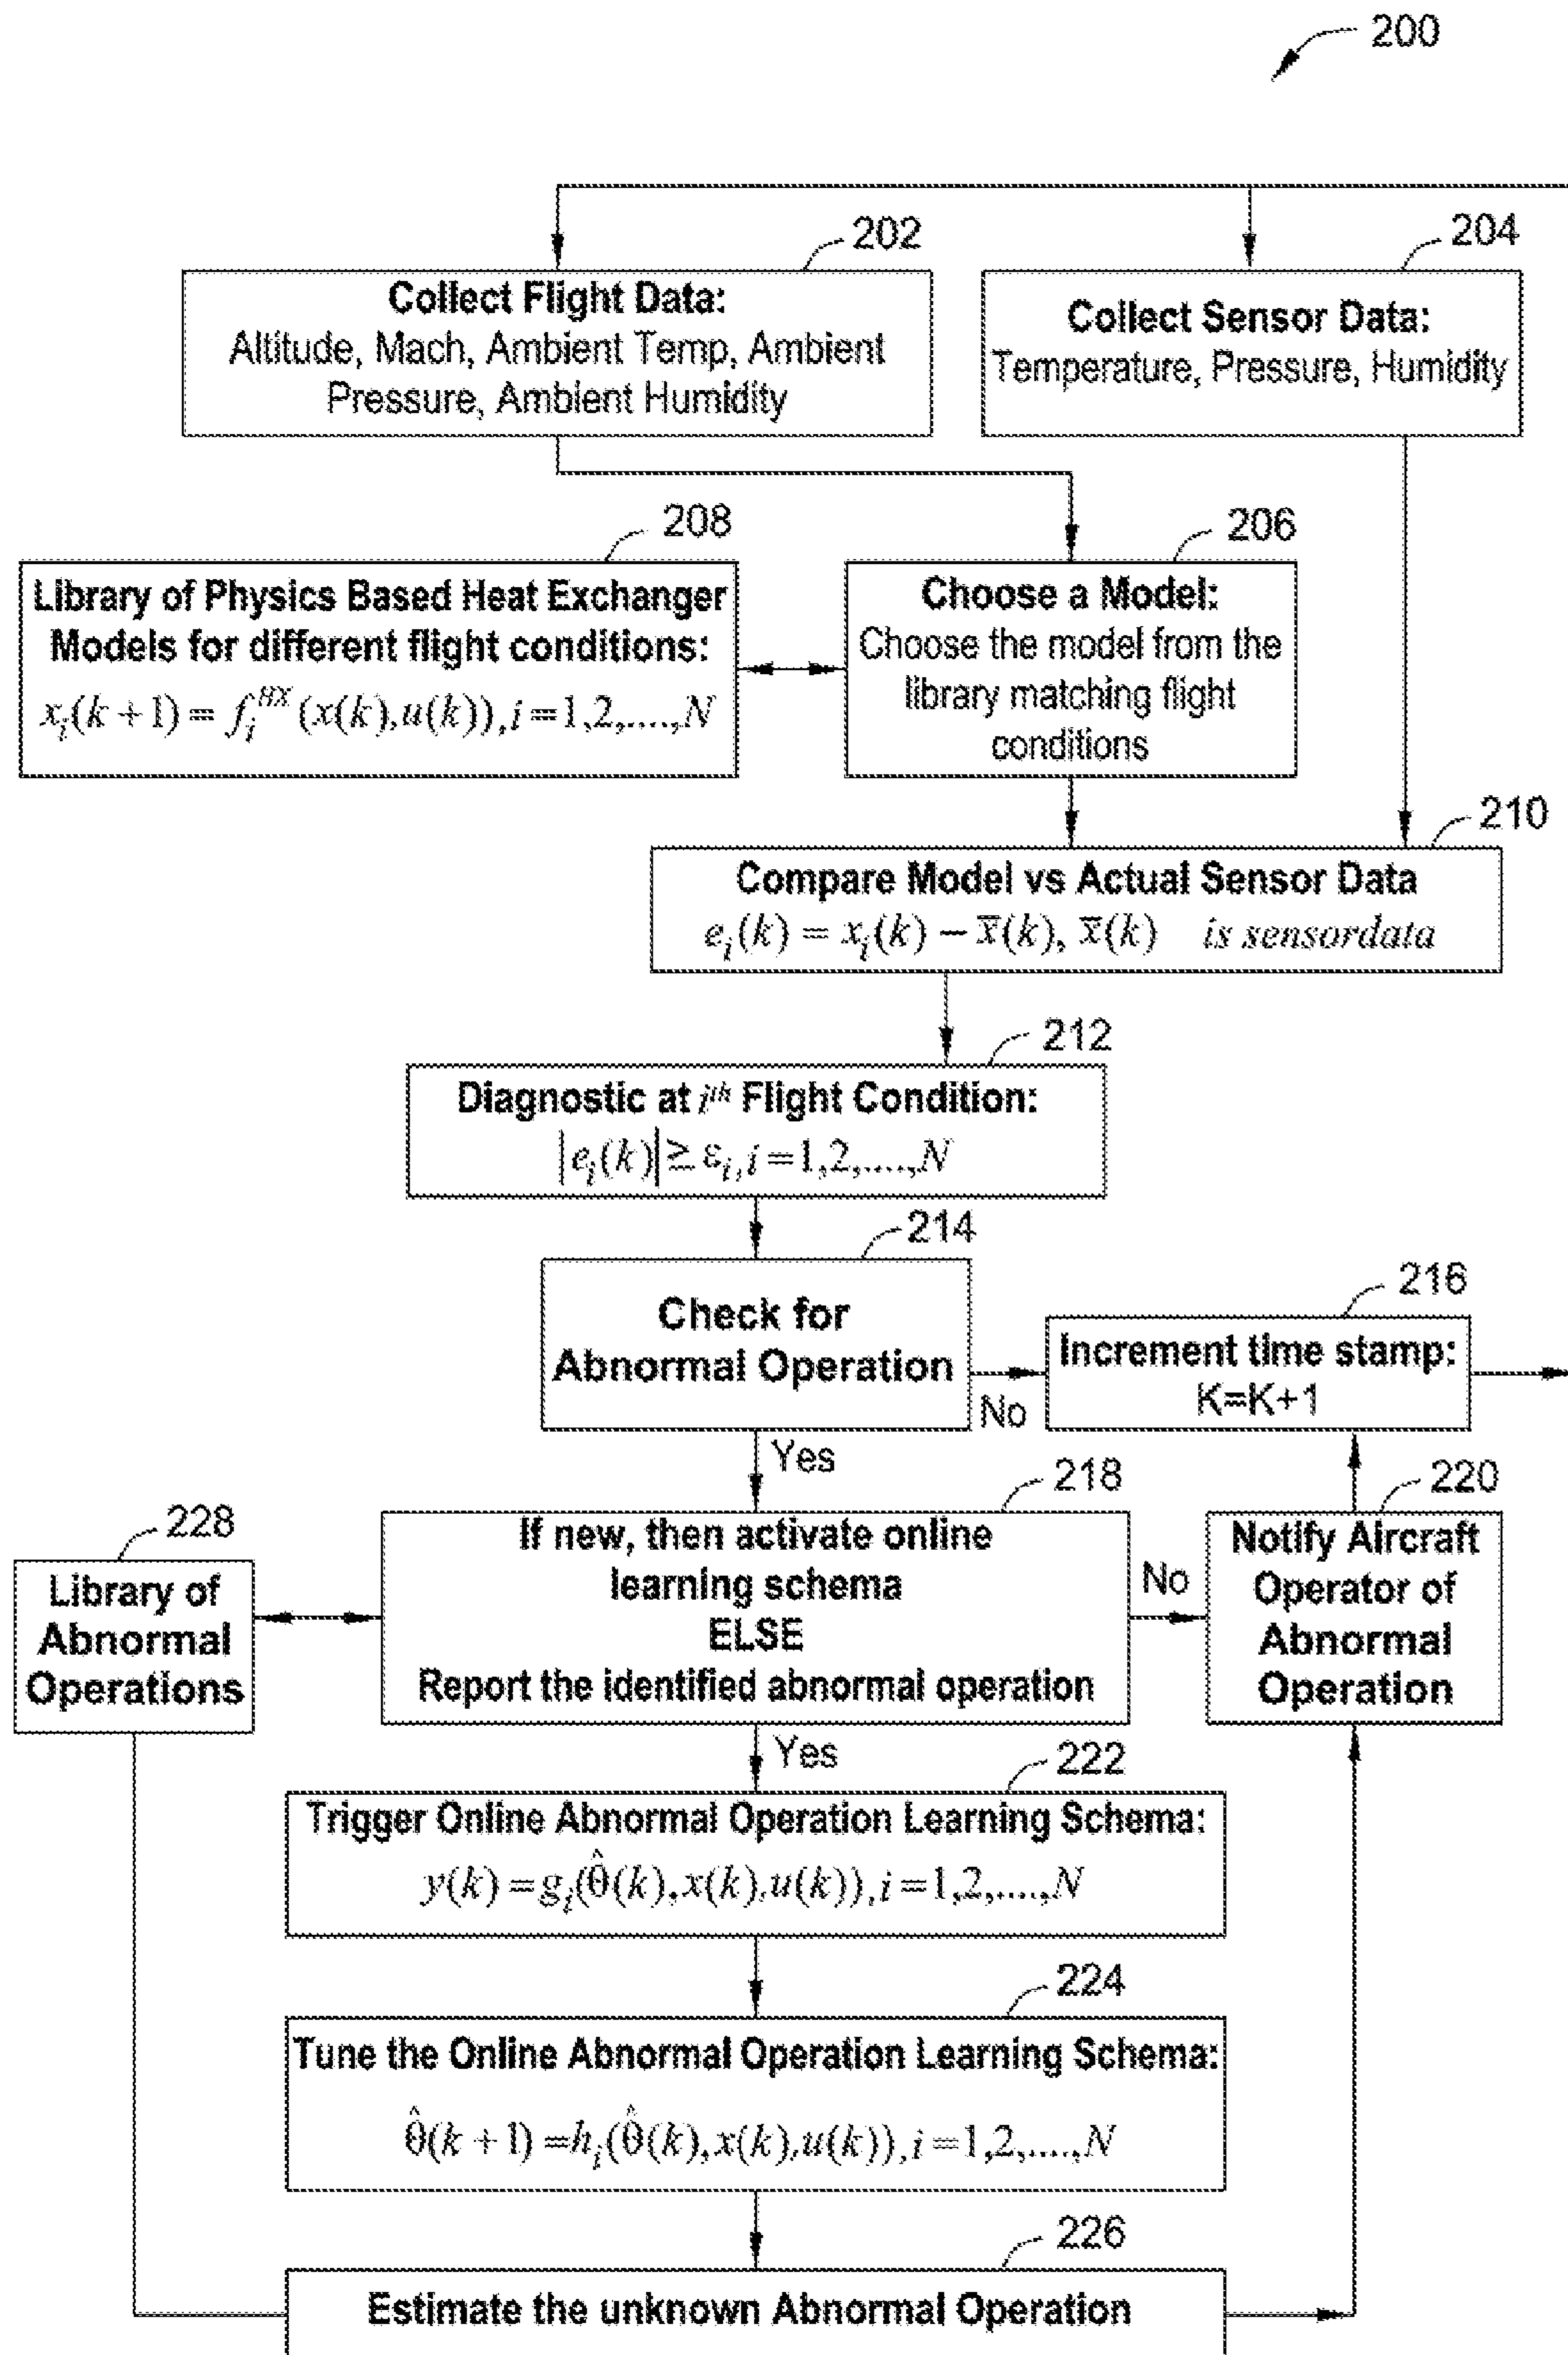 200
202
Collect Flight Data:
Altitude, Mach, Ambient Temp, Ambient
Pressure, Ambient Humidity
204
Collect Sensor Data:
Temperature, Pressure, Humidity
208
Library of Physics Based Heat Exchanger
Models for different flight conditions:
x_i(k+1) = f_i^{HX}(x(k),u(k)), i=1,2,....,N
206
Choose a Model:
Choose the model from the
library matching flight
conditions
210
Compare Model vs Actual Sensor Data
e_i(k) = x_i(k) − x̅(k), x̅(k) is sensordata
212
Diagnostic at i^{th} Flight Condition:
|e_i(k)| ≥ ε_i, i=1,2,....,N
214
Check for
Abnormal Operation
No
216
Increment time stamp:
K=K+1
Yes
228
Library of
Abnormal
Operations
218
If new, then activate online
learning schema
ELSE
Report the identified abnormal operation
No
220
Notify Aircraft
Operator of
Abnormal
Operation
Yes
222
Trigger Online Abnormal Operation Learning Schema:
y(k) = g_i(θ̂(k),x(k),u(k)), i=1,2,....,N
224
Tune the Online Abnormal Operation Learning Schema:
θ̂(k+1) = h_i(θ̂(k),x(k),u(k)), i=1,2,....,N
226
Estimate the unknown Abnormal Operation